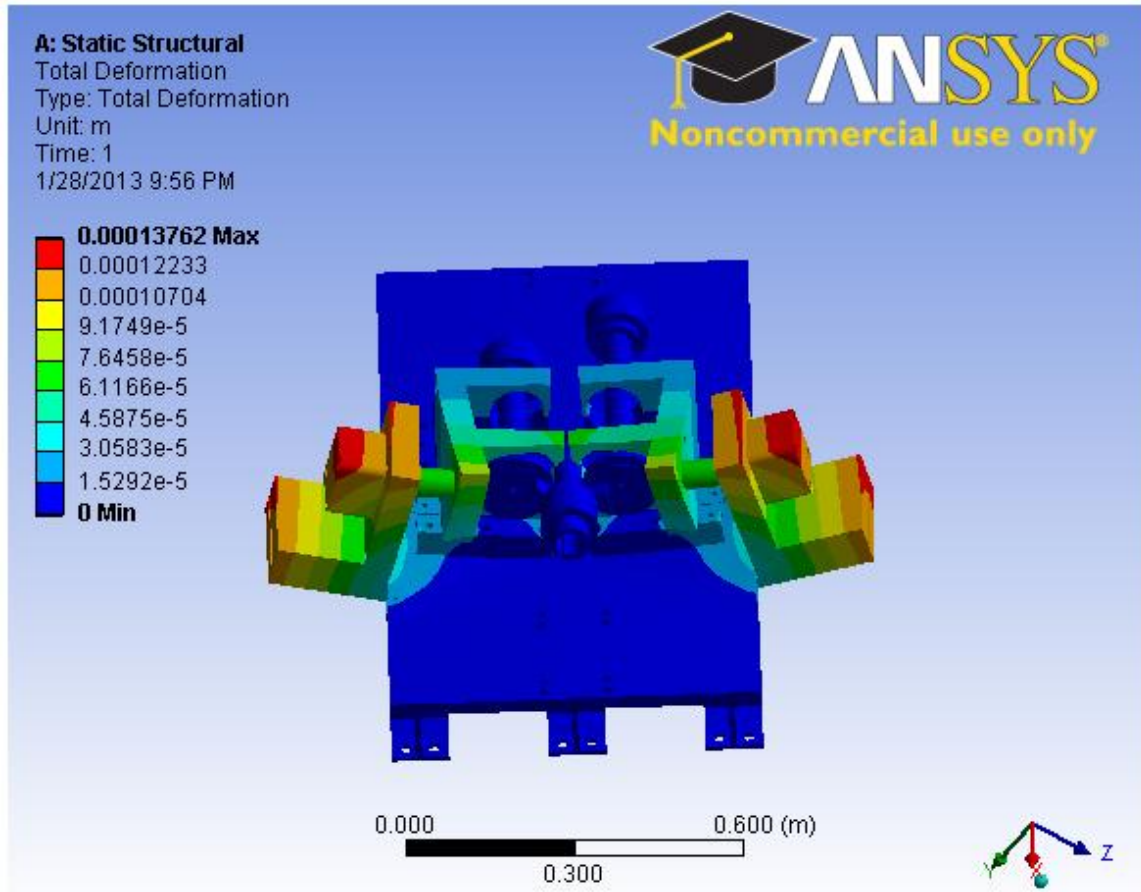 A: Static Structural
Total Deformation
Type: Total Deformation
Unit: m
Time: 1
1/28/2013 9:56 PM
ANSYS®
Noncommercial use only
0.00013762 Max
0.00012233
0.00010704
9.1749e-5
7.6458e-5
6.1166e-5
4.5875e-5
3.0583e-5
1.5292e-5
0 Min
0.000
0.600 (m)
0.300
Y
X
Z